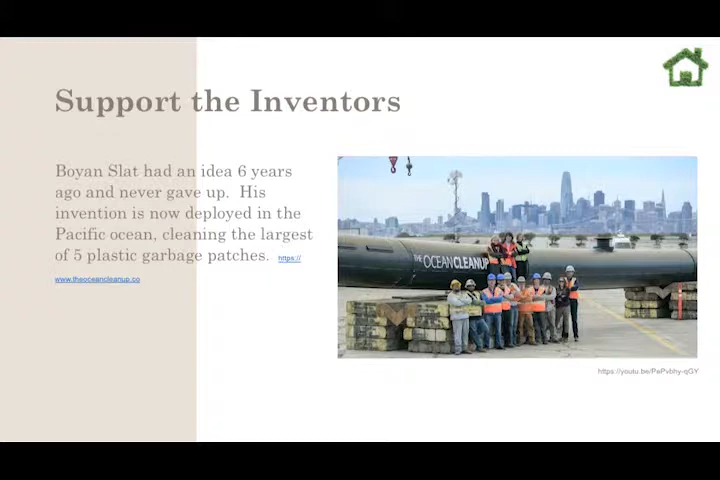 Support the Inventors
Boyan Slat had an idea 6 years
ago and never gave up. His
invention is now deployed in the
Pacific ocean, cleaning the largest
of 5 plastic garbage patches. https://
www.theoceancleanup.co
THE OCEANCLEANUP
https://youtu.be/PePvbhy-qGY